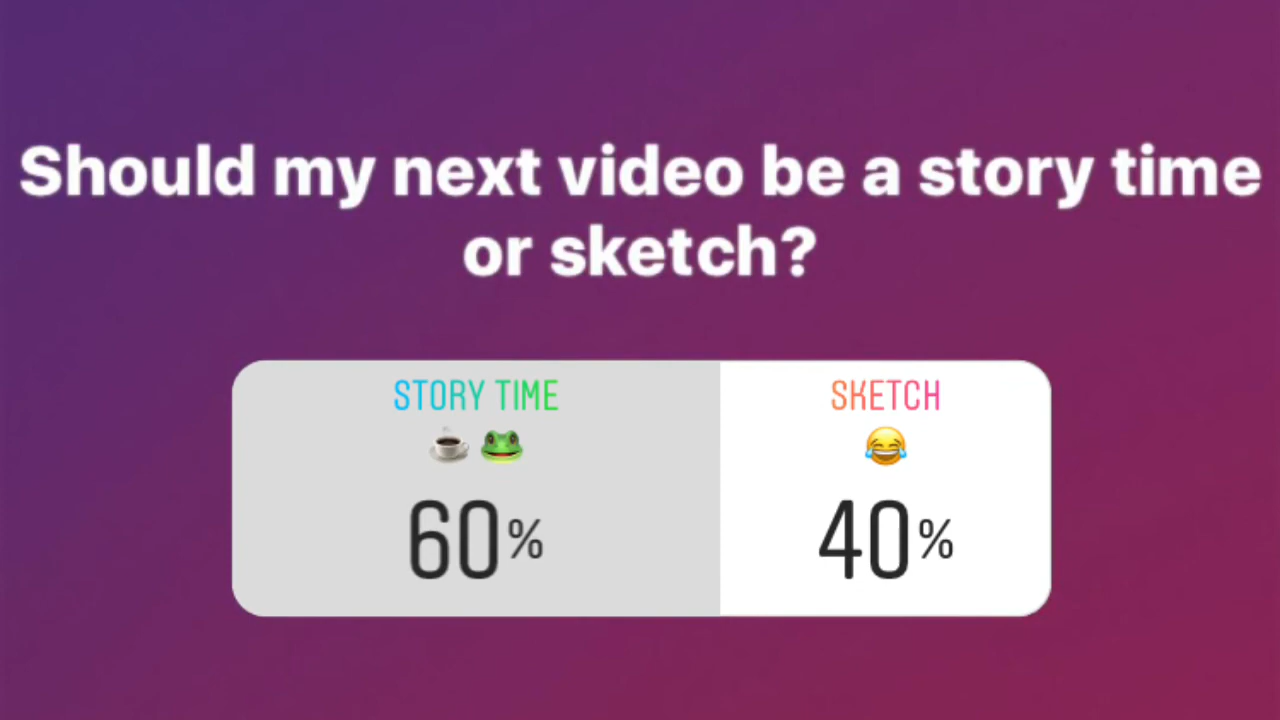 Should my next video be a story time
or sketch?
STORY TIME
☕🐸
60%
SKETCH
😂
40%